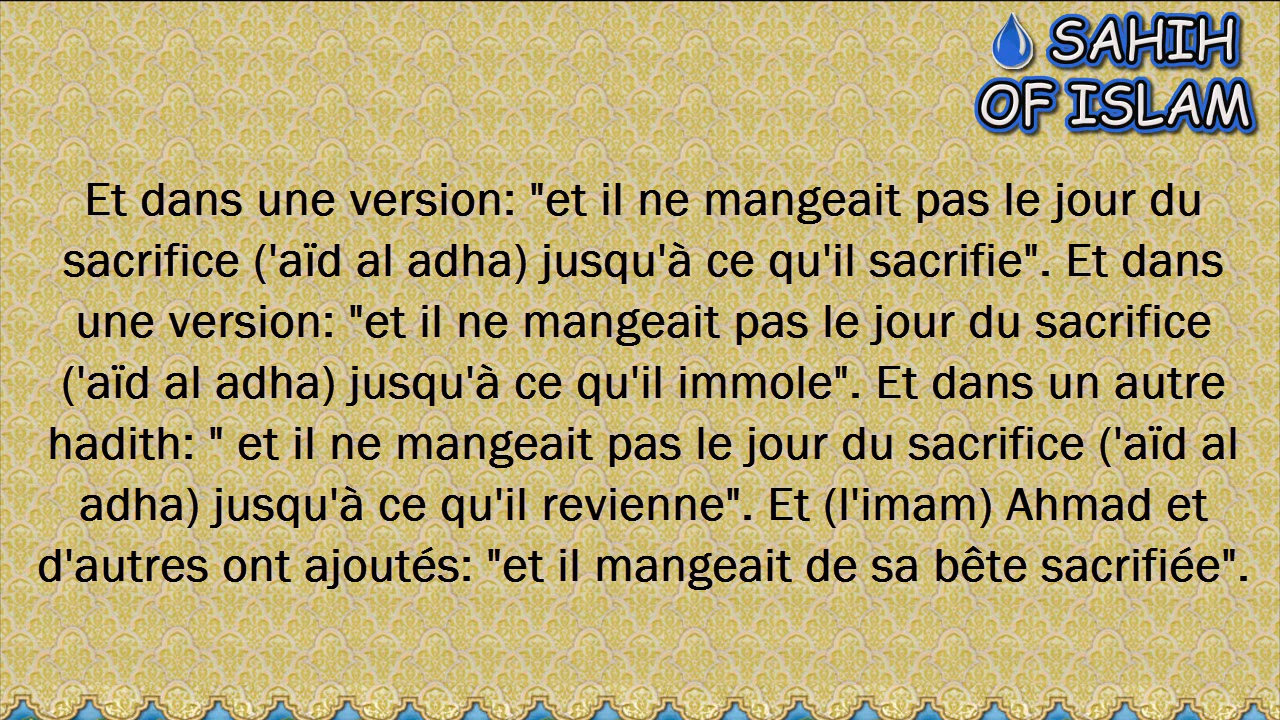 SAHIH
OF ISLAM
Et dans une version: "et il ne mangeait pas le jour du
sacrifice ('aïd al adha) jusqu'à ce qu'il sacrifie". Et dans
une version: "et il ne mangeait pas le jour du sacrifice
('aïd al adha) jusqu'à ce qu'il immole". Et dans un autre
hadith: " et il ne mangeait pas le jour du sacrifice ('aïd al
adha) jusqu'à ce qu'il revienne". Et (l'imam) Ahmad et
d'autres ont ajoutés: "et il mangeait de sa bête sacrifiée".